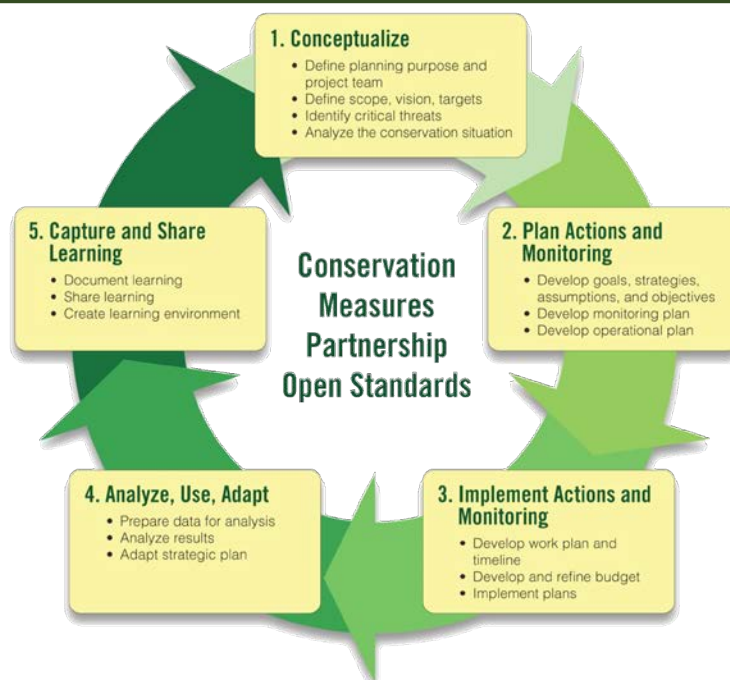 1. Conceptualize
• Define planning purpose and
project team
• Define scope, vision, targets
• Identify critical threats
• Analyze the conservation situation
2. Plan Actions and
Monitoring
• Develop goals, strategies,
assumptions, and objectives
• Develop monitoring plan
• Develop operational plan
3. Implement Actions and
Monitoring
• Develop work plan and
timeline
• Develop and refine budget
• Implement plans
4. Analyze, Use, Adapt
• Prepare data for analysis
• Analyze results
• Adapt strategic plan
5. Capture and Share
Learning
• Document learning
• Share learning
• Create learning environment
Conservation
Measures
Partnership
Open Standards